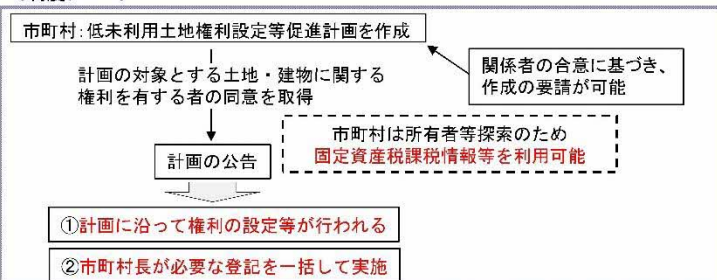 市町村:低未利用土地権利設定等促進計画を作成
関係者の合意に基づき、
作成の要請が可能
計画の対象とする土地・建物に関する
権利を有する者の同意を取得
市町村は所有者等探索のため
固定資産税課税情報等を利用可能
計画の公告
①計画に沿って権利の設定等が行われる
②市町村長が必要な登記を一括して実施